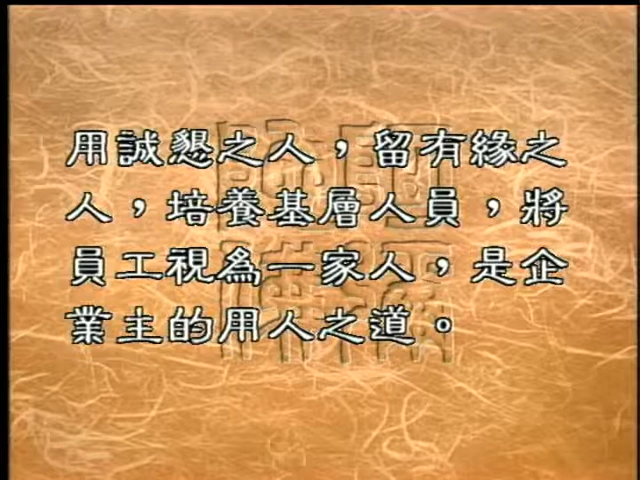 用誠懇之人，留有緣之
人，培養基層人員，將
員工視為一家人，是企
業主的用人之道。